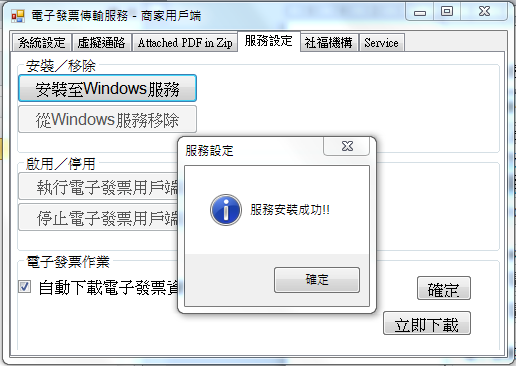 電子發票傳輸服務 - 商家用戶端
系統設定 虛擬通路 Attached PDF in Zip 服務設定 社福機構 Service
安裝／移除
安裝至Windows服務
從Windows服務移除
服務設定
啟用／停用
執行電子發票用戶端
停止電子發票用戶端
服務安裝成功!!
確定
電子發票作業
自動下載電子發票資
確定
立即下載